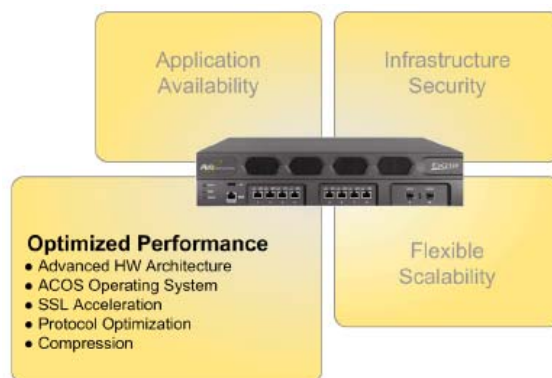 Application
Availability
Infrastructure
Security
Optimized Performance
● Advanced HW Architecture
● ACOS Operating System
● SSL Acceleration
● Protocol Optimization
● Compression
Flexible
Scalability